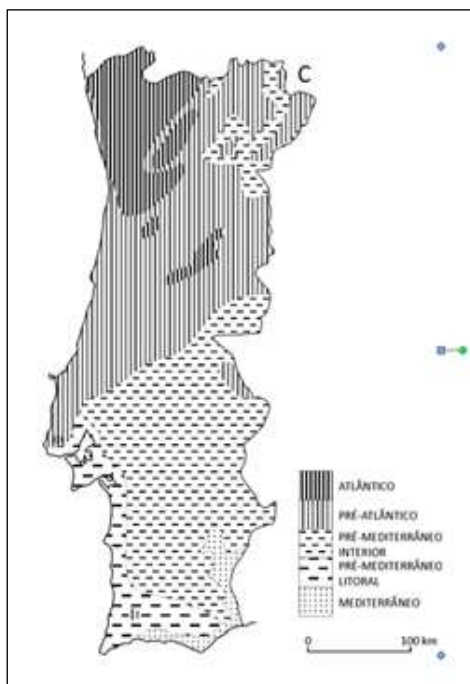 C
ATLÂNTICO
PRÉ-ATLÂNTICO
PRÉ-MEDITERRÂNEO
INTERIOR
PRÉ-MEDITERRÂNEO
LITORAL
MEDITERRÂNEO
0 100 km